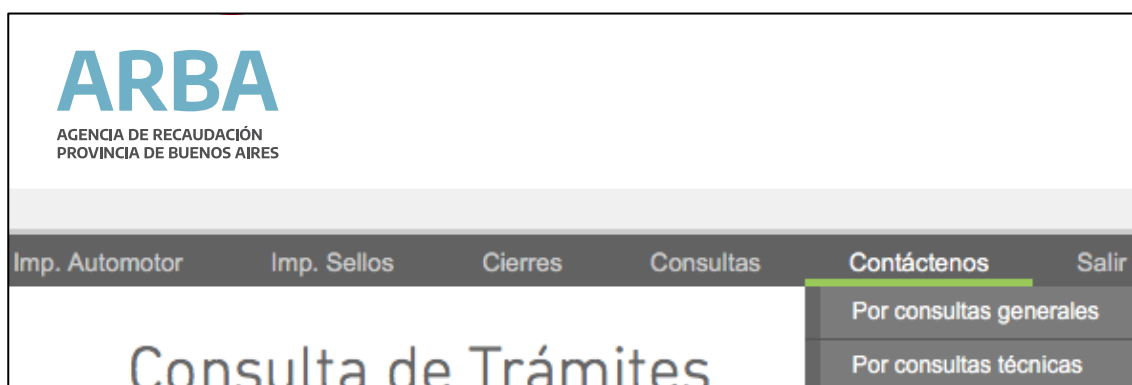 ARBA
AGENCIA DE RECAUDACIÓN
PROVINCIA DE BUENOS AIRES
Imp. Automotor Imp. Sellos Cierres Consultas Contáctenos Salir
Por consultas generales
Consulta de Trámites
Por consultas técnicas